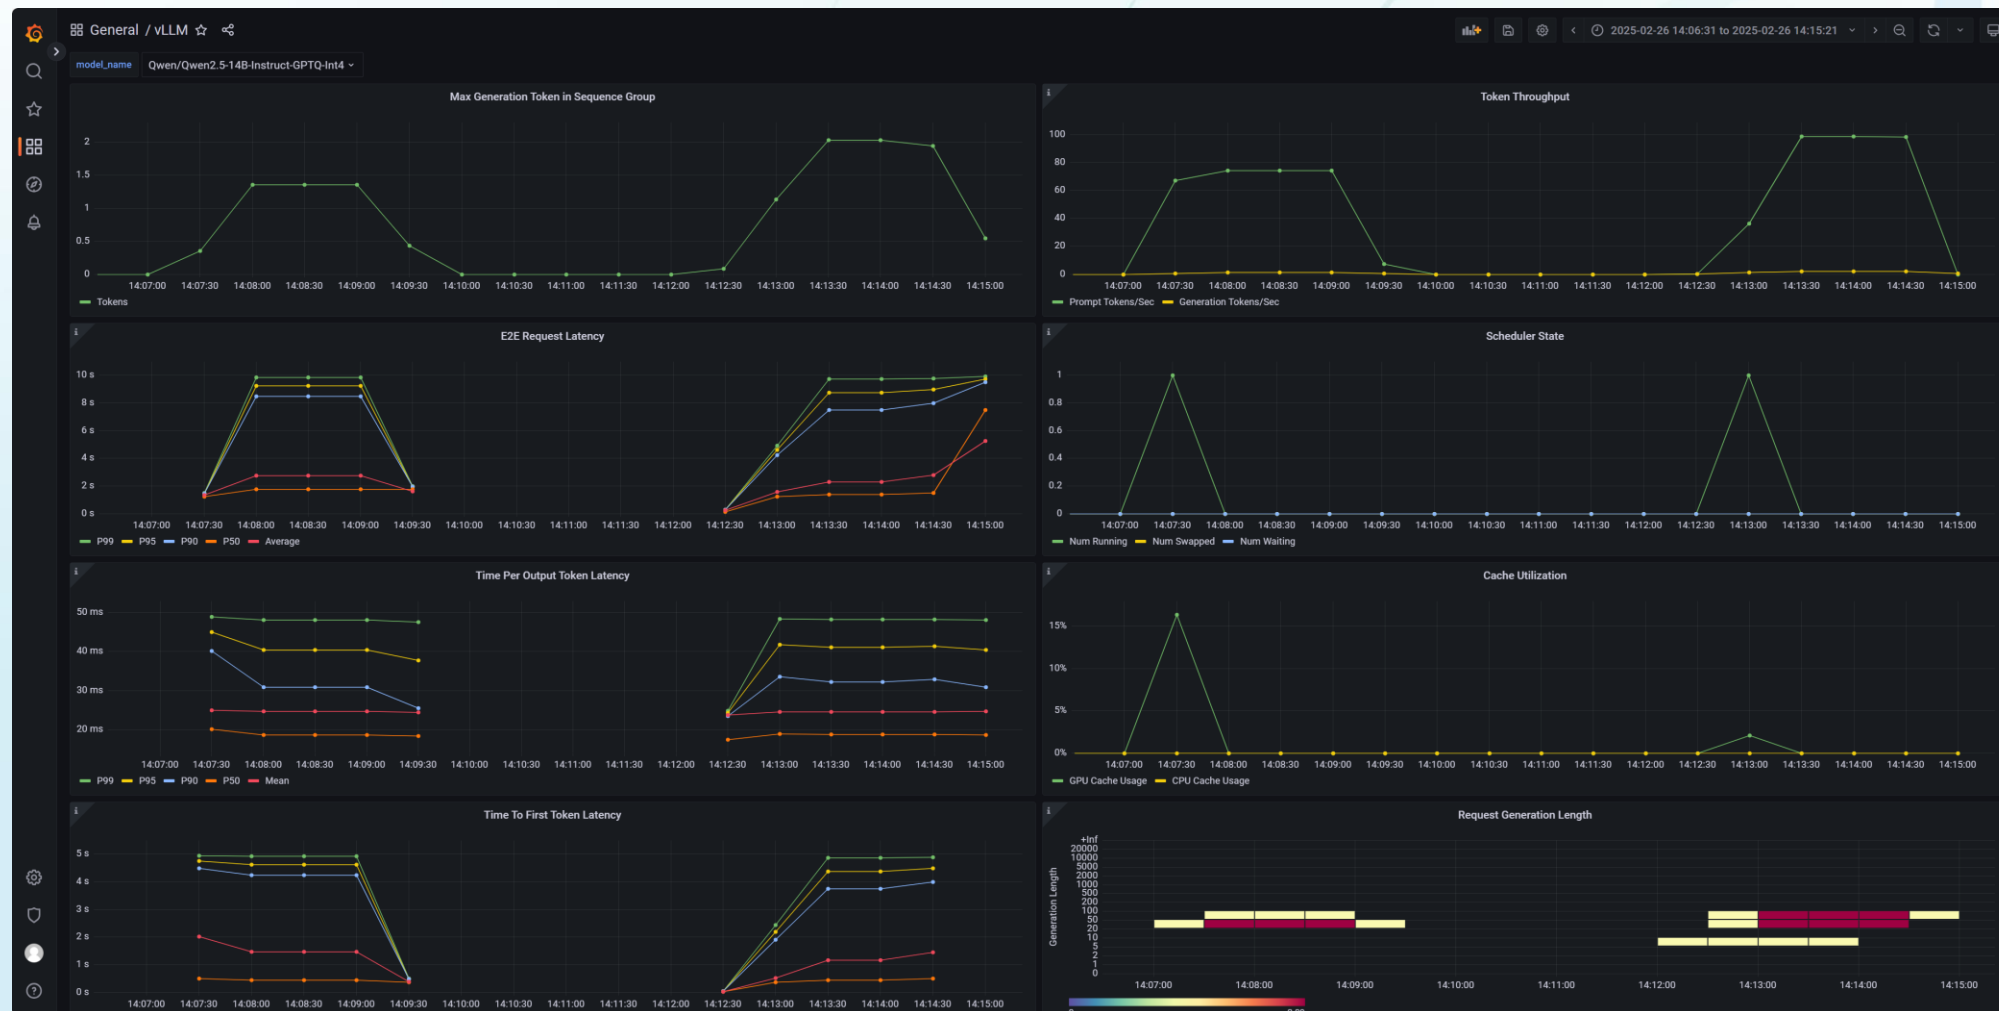 General / vLLM
2025-02-26 14:06:31 to 2025-02-26 14:15:21
model_name Qwen/Qwen2.5-14B-Instruct-GPTQ-Int4
Max Generation Token in Sequence Group
2
1.5
1
0.5
0
14:07:00 14:07:30 14:08:00 14:08:30 14:09:00 14:09:30 14:10:00 14:10:30 14:11:00 14:11:30 14:12:00 14:12:30 14:13:00 14:13:30 14:14:00 14:14:30 14:15:00
Tokens
Token Throughput
100
80
60
40
20
0
14:07:00 14:07:30 14:08:00 14:08:30 14:09:00 14:09:30 14:10:00 14:10:30 14:11:00 14:11:30 14:12:00 14:12:30 14:13:00 14:13:30 14:14:00 14:14:30 14:15:00
Prompt Tokens/Sec Generation Tokens/Sec
E2E Request Latency
10 s
8 s
6 s
4 s
2 s
0 s
14:07:00 14:07:30 14:08:00 14:08:30 14:09:00 14:09:30 14:10:00 14:10:30 14:11:00 14:11:30 14:12:00 14:12:30 14:13:00 14:13:30 14:14:00 14:14:30 14:15:00
P99 P95 P90 P50 Average
Scheduler State
1
0.8
0.6
0.4
0.2
0
14:07:00 14:07:30 14:08:00 14:08:30 14:09:00 14:09:30 14:10:00 14:10:30 14:11:00 14:11:30 14:12:00 14:12:30 14:13:00 14:13:30 14:14:00 14:14:30 14:15:00
Num Running Num Swapped Num Waiting
Time Per Output Token Latency
50 ms
40 ms
30 ms
20 ms
14:07:00 14:07:30 14:08:00 14:08:30 14:09:00 14:09:30 14:10:00 14:10:30 14:11:00 14:11:30 14:12:00 14:12:30 14:13:00 14:13:30 14:14:00 14:14:30 14:15:00
P99 P95 P90 P50 Mean
Cache Utilization
15%
10%
5%
0%
14:07:00 14:07:30 14:08:00 14:08:30 14:09:00 14:09:30 14:10:00 14:10:30 14:11:00 14:11:30 14:12:00 14:12:30 14:13:00 14:13:30 14:14:00 14:14:30 14:15:00
GPU Cache Usage CPU Cache Usage
Time To First Token Latency
5 s
4 s
3 s
2 s
1 s
0 s
14:07:00 14:07:30 14:08:00 14:08:30 14:09:00 14:09:30 14:10:00 14:10:30 14:11:00 14:11:30 14:12:00 14:12:30 14:13:00 14:13:30 14:14:00 14:14:30 14:15:00
Request Generation Length
Generation Length
+Inf
20000
10000
5000
2000
1000
500
200
100
50
20
10
5
2
1
0
14:07:00 14:08:00 14:09:00 14:10:00 14:11:00 14:12:00 14:13:00 14:14:00 14:15:00